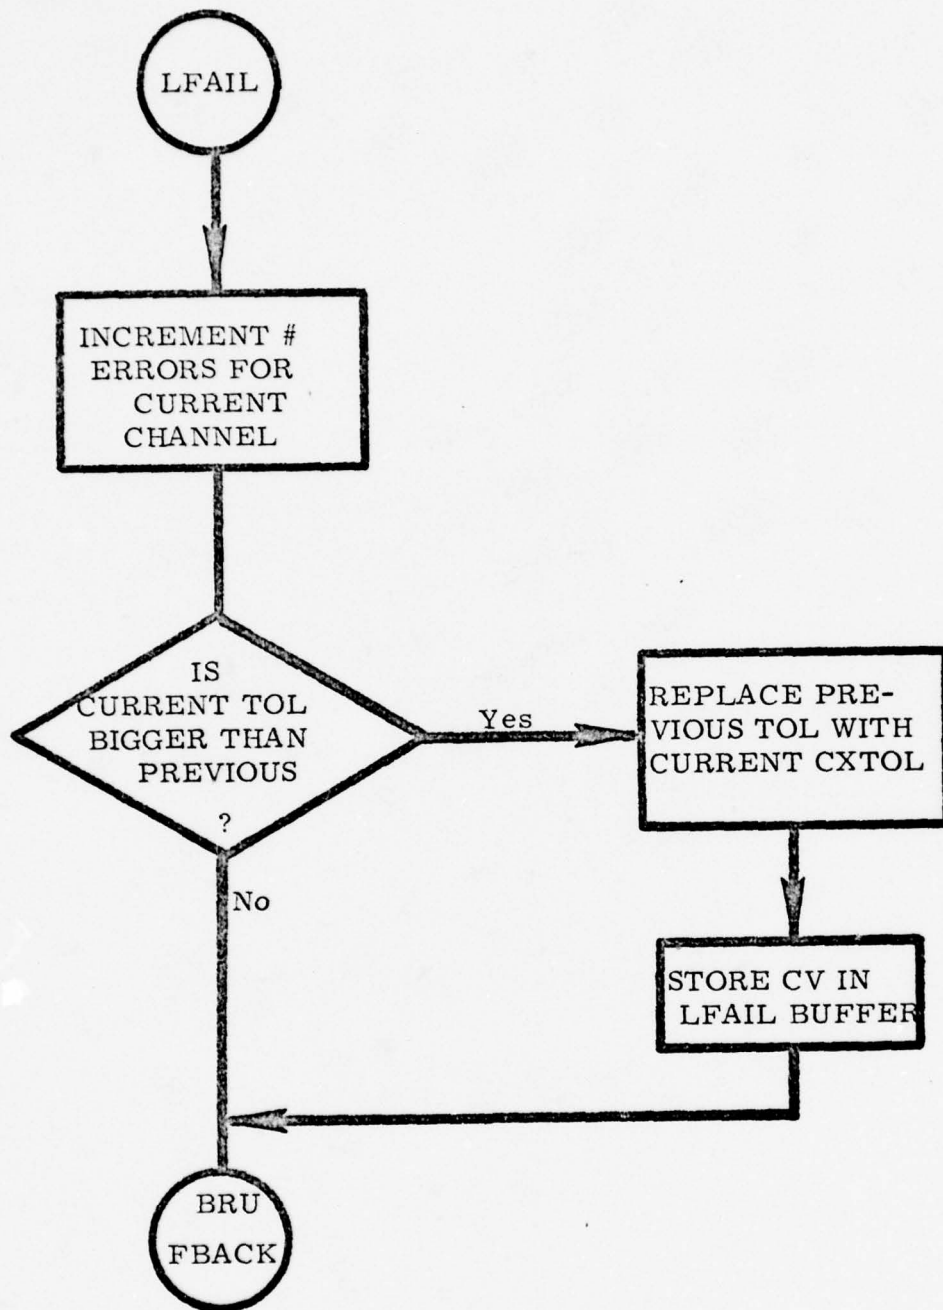 LFAIL
INCREMENT #
ERRORS FOR
CURRENT
CHANNEL
IS
CURRENT TOL
BIGGER THAN
PREVIOUS
?
Yes
REPLACE PRE-
VIOUS TOL WITH
CURRENT CXTOL
No
STORE CV IN
LFAIL BUFFER
BRU
FBACK